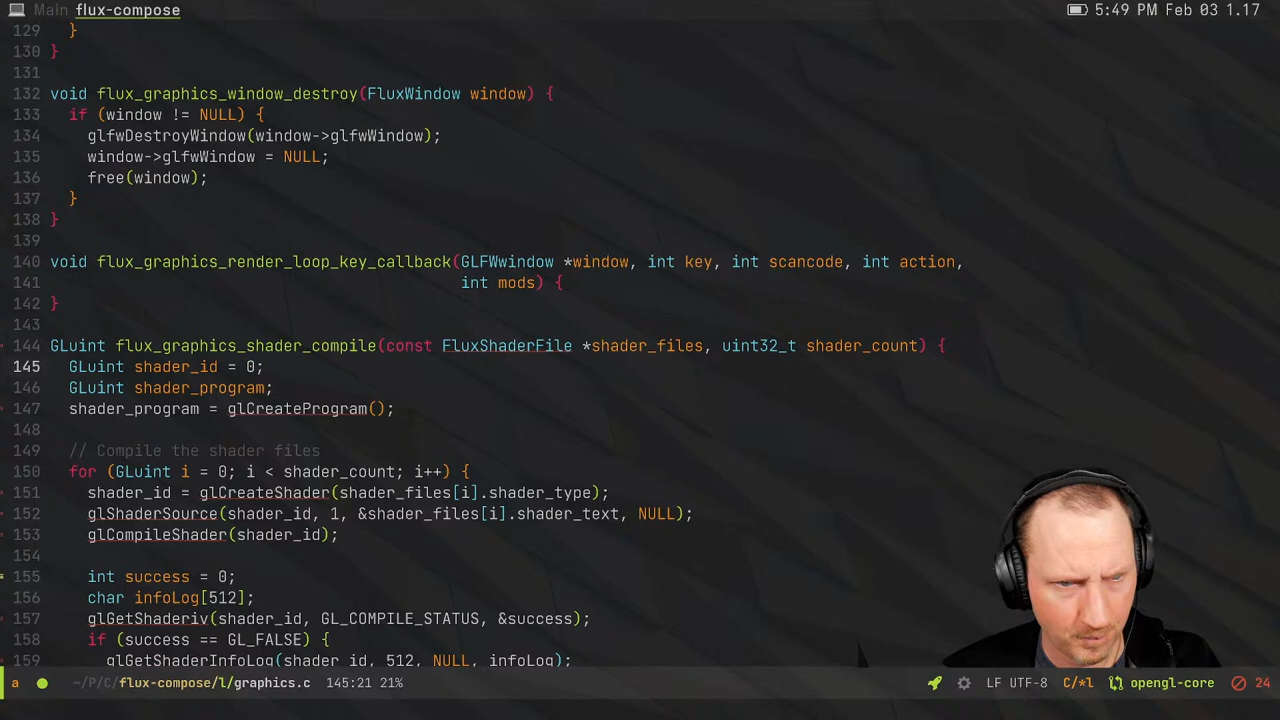 Main flux-compose 5:49 PM Feb 03 1.17
129 }
130 }
131
132 void flux_graphics_window_destroy(FluxWindow window) {
133 if (window != NULL) {
134 glfwDestroyWindow(window->glfwWindow);
135 window->glfwWindow = NULL;
136 free(window);
137 }
138 }
139
140 void flux_graphics_render_loop_key_callback(GLFWwindow *window, int key, int scancode, int action,
141 int mods) {
142 }
143
144 GLuint flux_graphics_shader_compile(const FluxShaderFile *shader_files, uint32_t shader_count) {
145 GLuint shader_id = 0;
146 GLuint shader_program;
147 shader_program = glCreateProgram();
148
149 // Compile the shader files
150 for (GLuint i = 0; i < shader_count; i++) {
151 shader_id = glCreateShader(shader_files[i].shader_type);
152 glShaderSource(shader_id, 1, &shader_files[i].shader_text, NULL);
153 glCompileShader(shader_id);
154
155 int success = 0;
156 char infoLog[512];
157 glGetShaderiv(shader_id, GL_COMPILE_STATUS, &success);
158 if (success == GL_FALSE) {
159 glGetShaderInfoLog(shader_id, 512, NULL, infoLog);
a ~/P/C/flux-compose/l/graphics.c 145:21 21% LF UTF-8 C/*l opengl-core 24